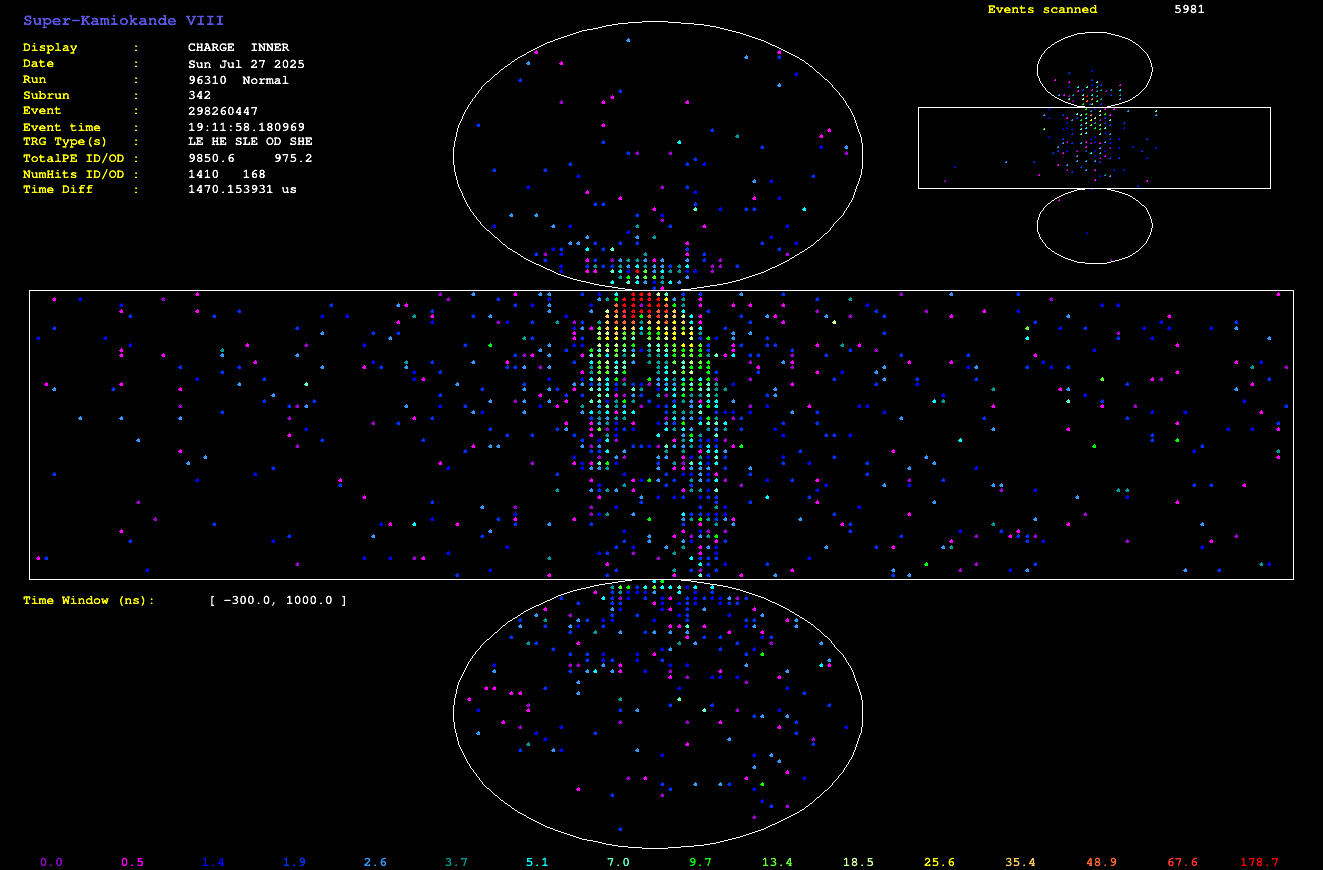 Super-Kamiokande VIII
Events scanned 5981
Display : CHARGE INNER
Date : Sun Jul 27 2025
Run : 96310 Normal
Subrun : 342
Event : 298260447
Event time : 19:11:58.180969
TRG Type(s) : LE HE SLE OD SHE
TotalPE ID/OD : 9850.6 975.2
NumHits ID/OD : 1410 168
Time Diff : 1470.153931 us
Time Window (ns): [ -300.0, 1000.0 ]
0.0 0.5 1.4 1.9 2.6 3.7 5.1 7.0 9.7 13.4 18.5 25.6 35.4 48.9 67.6 178.7